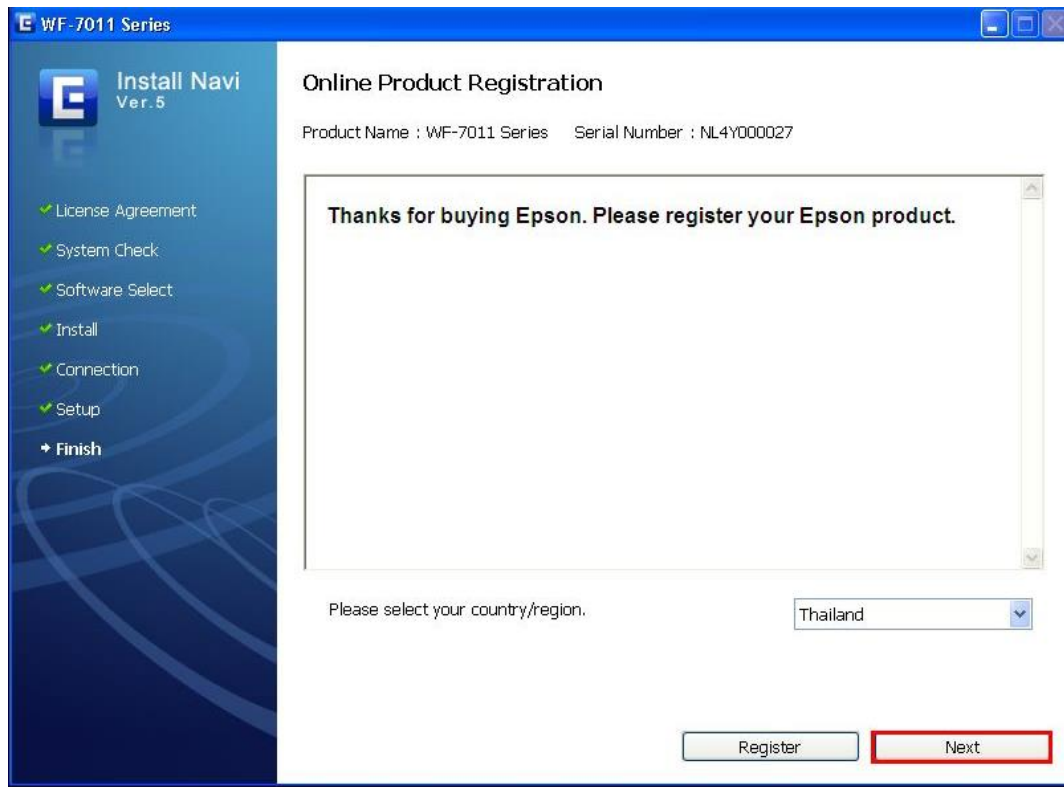 WF-7011 Series
Install Navi
Ver.5
License Agreement
System Check
Software Select
Install
Connection
Setup
Finish
Online Product Registration
Product Name : WF-7011 Series Serial Number : NL4Y000027
Thanks for buying Epson. Please register your Epson product.
Please select your country/region.
Thailand
Register
Next